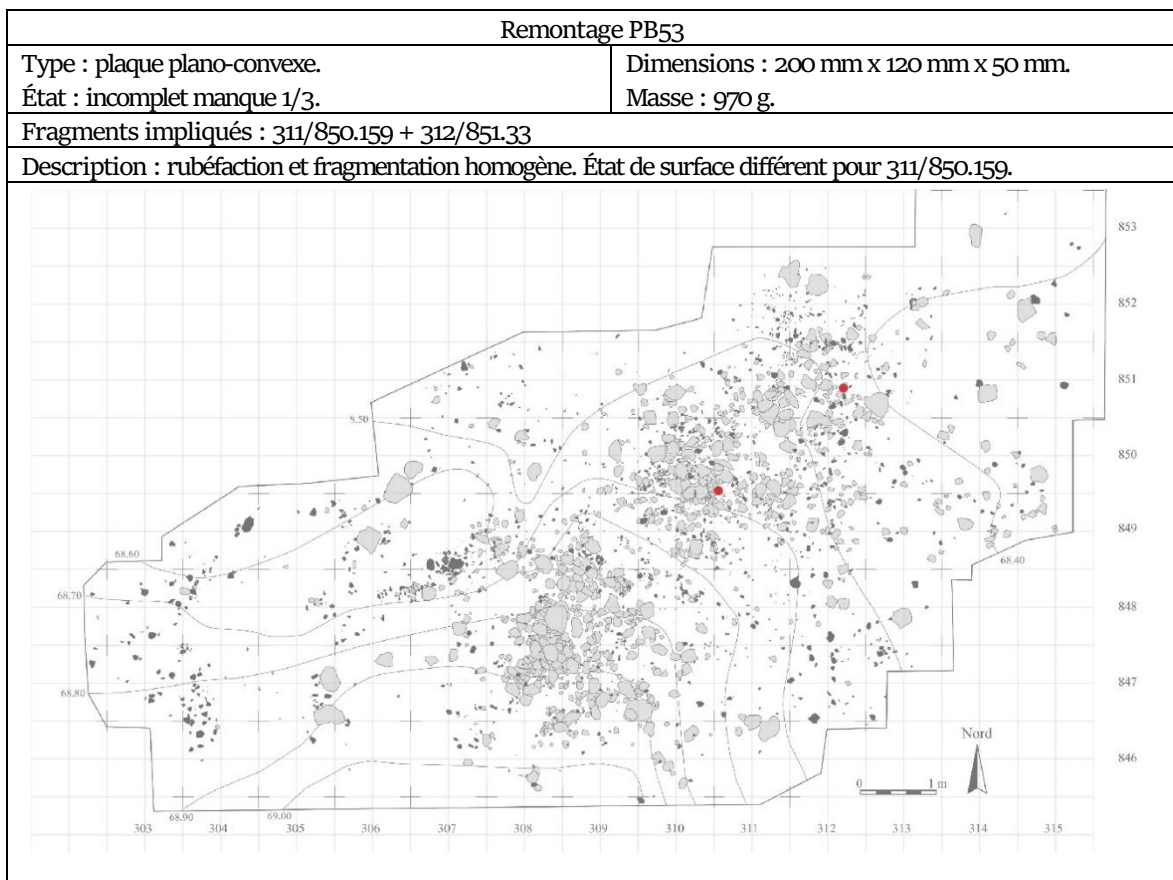 Remontage PB53
Type : plaque plano-convexe.
État : incomplet manque 1/3.
Dimensions : 200 mm x 120 mm x 50 mm.
Masse : 970 g.
Fragments impliqués : 311/850.159 + 312/851.33
Description : rubéfaction et fragmentation homogène. État de surface différent pour 311/850.159.
853
852
851
8.50
850
849
68.60
68.40
68.70
848
68.80
847
Nord
846
0 1 m
68.90 69.00
303 304 305 306 307 308 309 310 311 312 313 314 315